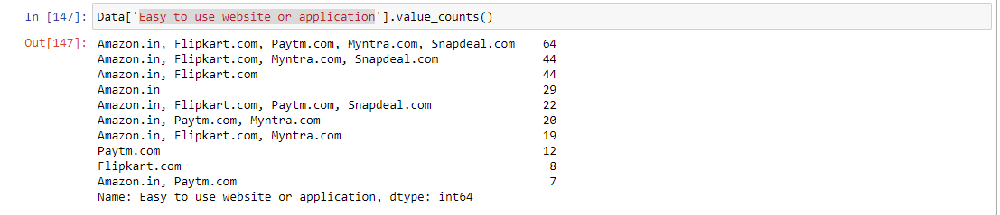 In [147]: Data['Easy to use website or application'].value_counts()
Out[147]: Amazon.in, Flipkart.com, Paytm.com, Myntra.com, Snapdeal.com    64
Amazon.in, Flipkart.com, Myntra.com, Snapdeal.com    44
Amazon.in, Flipkart.com    44
Amazon.in    29
Amazon.in, Flipkart.com, Paytm.com, Snapdeal.com    22
Amazon.in, Paytm.com, Myntra.com    20
Amazon.in, Flipkart.com, Myntra.com    19
Paytm.com    12
Flipkart.com    8
Amazon.in, Paytm.com    7
Name: Easy to use website or application, dtype: int64